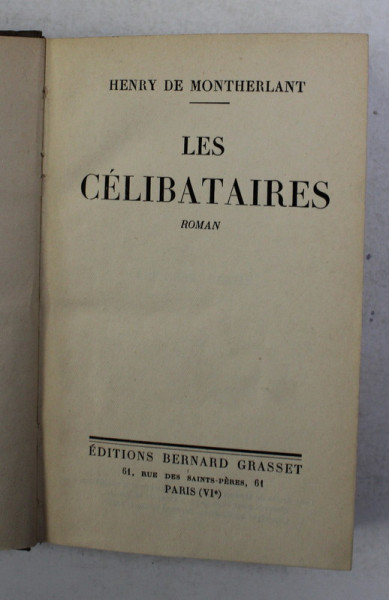 HENRY DE MONTHERLANT
LES
CÉLIBATAIRES
ROMAN
ÉDITIONS BERNARD GRASSET
61, RUE DES SAINTS-PÈRES, 61
PARIS (VIᵉ)